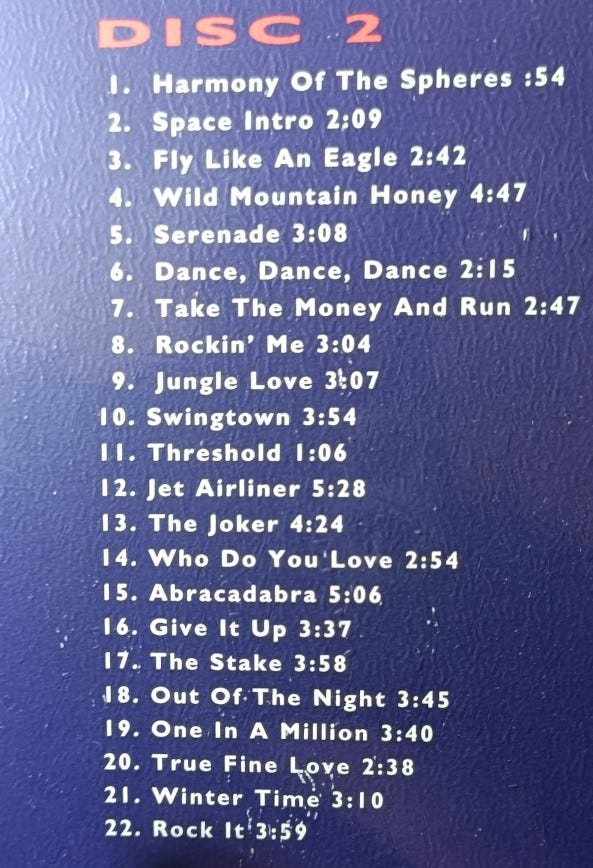 DISC 2
1. Harmony Of The Spheres :54
2. Space Intro 2:09
3. Fly Like An Eagle 2:42
4. Wild Mountain Honey 4:47
5. Serenade 3:08
6. Dance, Dance, Dance 2:15
7. Take The Money And Run 2:47
8. Rockin' Me 3:04
9. Jungle Love 3:07
10. Swingtown 3:54
11. Threshold 1:06
12. Jet Airliner 5:28
13. The Joker 4:24
14. Who Do You Love 2:54
15. Abracadabra 5:06
16. Give It Up 3:37
17. The Stake 3:58
18. Out Of The Night 3:45
19. One In A Million 3:40
20. True Fine Love 2:38
21. Winter Time 3:10
22. Rock It 3:59